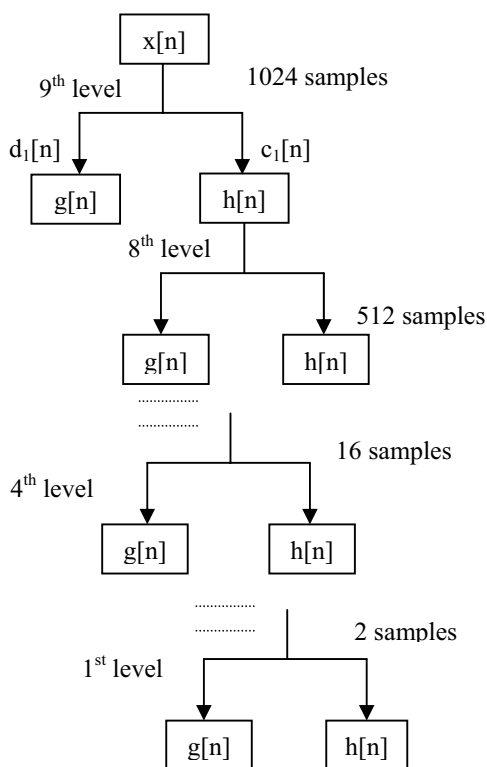 x[n]
9th level
1024 samples
d1[n]
c1[n]
g[n]
h[n]
8th level
512 samples
g[n]
h[n]
16 samples
4th level
g[n]
h[n]
2 samples
1st level
g[n]
h[n]